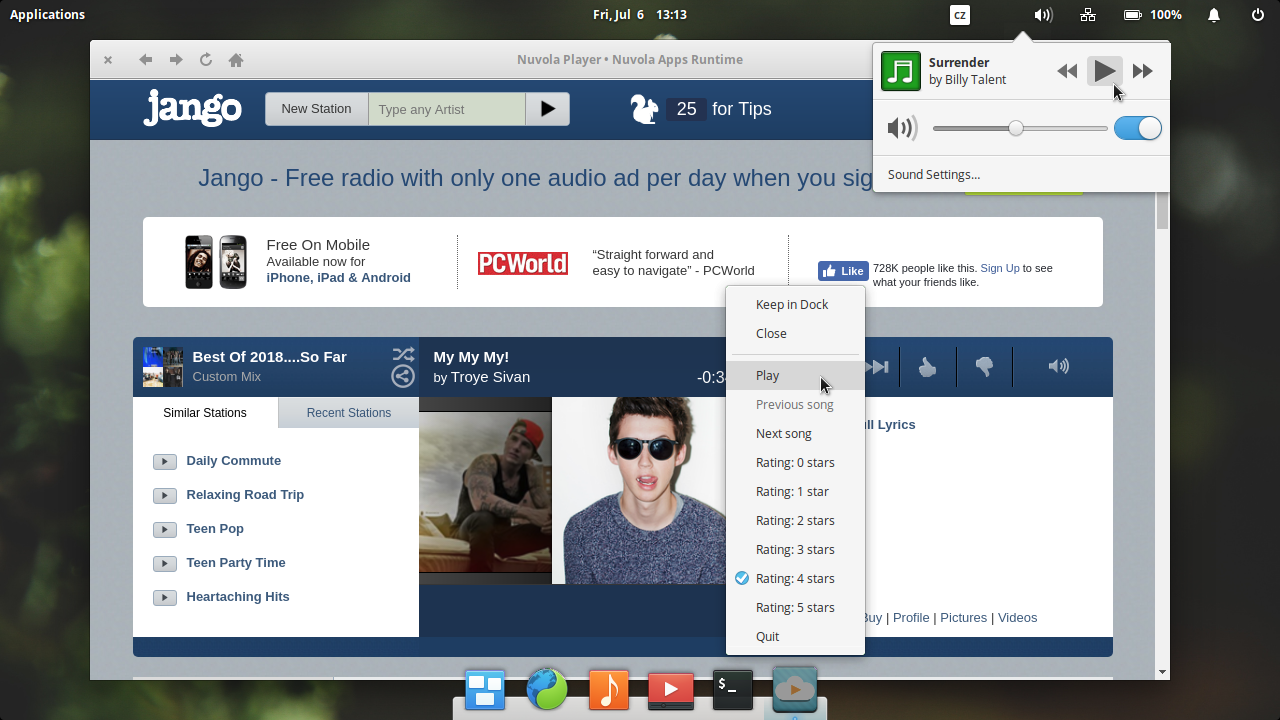 Applications
Fri, Jul 6 13:13
cz
100%
Nuvola Player • Nuvola Apps Runtime
Surrender
by Billy Talent
Sound Settings...
jango
New Station
Type any Artist
25 for Tips
Jango - Free radio with only one audio ad per day when you sig
Free On Mobile
Available now for
iPhone, iPad & Android
PCWorld
“Straight forward and
easy to navigate” - PCWorld
Like
728K people like this. Sign Up to see
what your friends like.
Best Of 2018....So Far
Custom Mix
My My My!
by Troye Sivan
-0:3
Similar Stations
Recent Stations
Daily Commute
Relaxing Road Trip
Teen Pop
Teen Party Time
Heartaching Hits
Keep in Dock
Close
Play
Previous song
Next song
Rating: 0 stars
Rating: 1 star
Rating: 2 stars
Rating: 3 stars
Rating: 4 stars
Rating: 5 stars
Quit
Lyrics
Buy | Profile | Pictures | Videos
$_